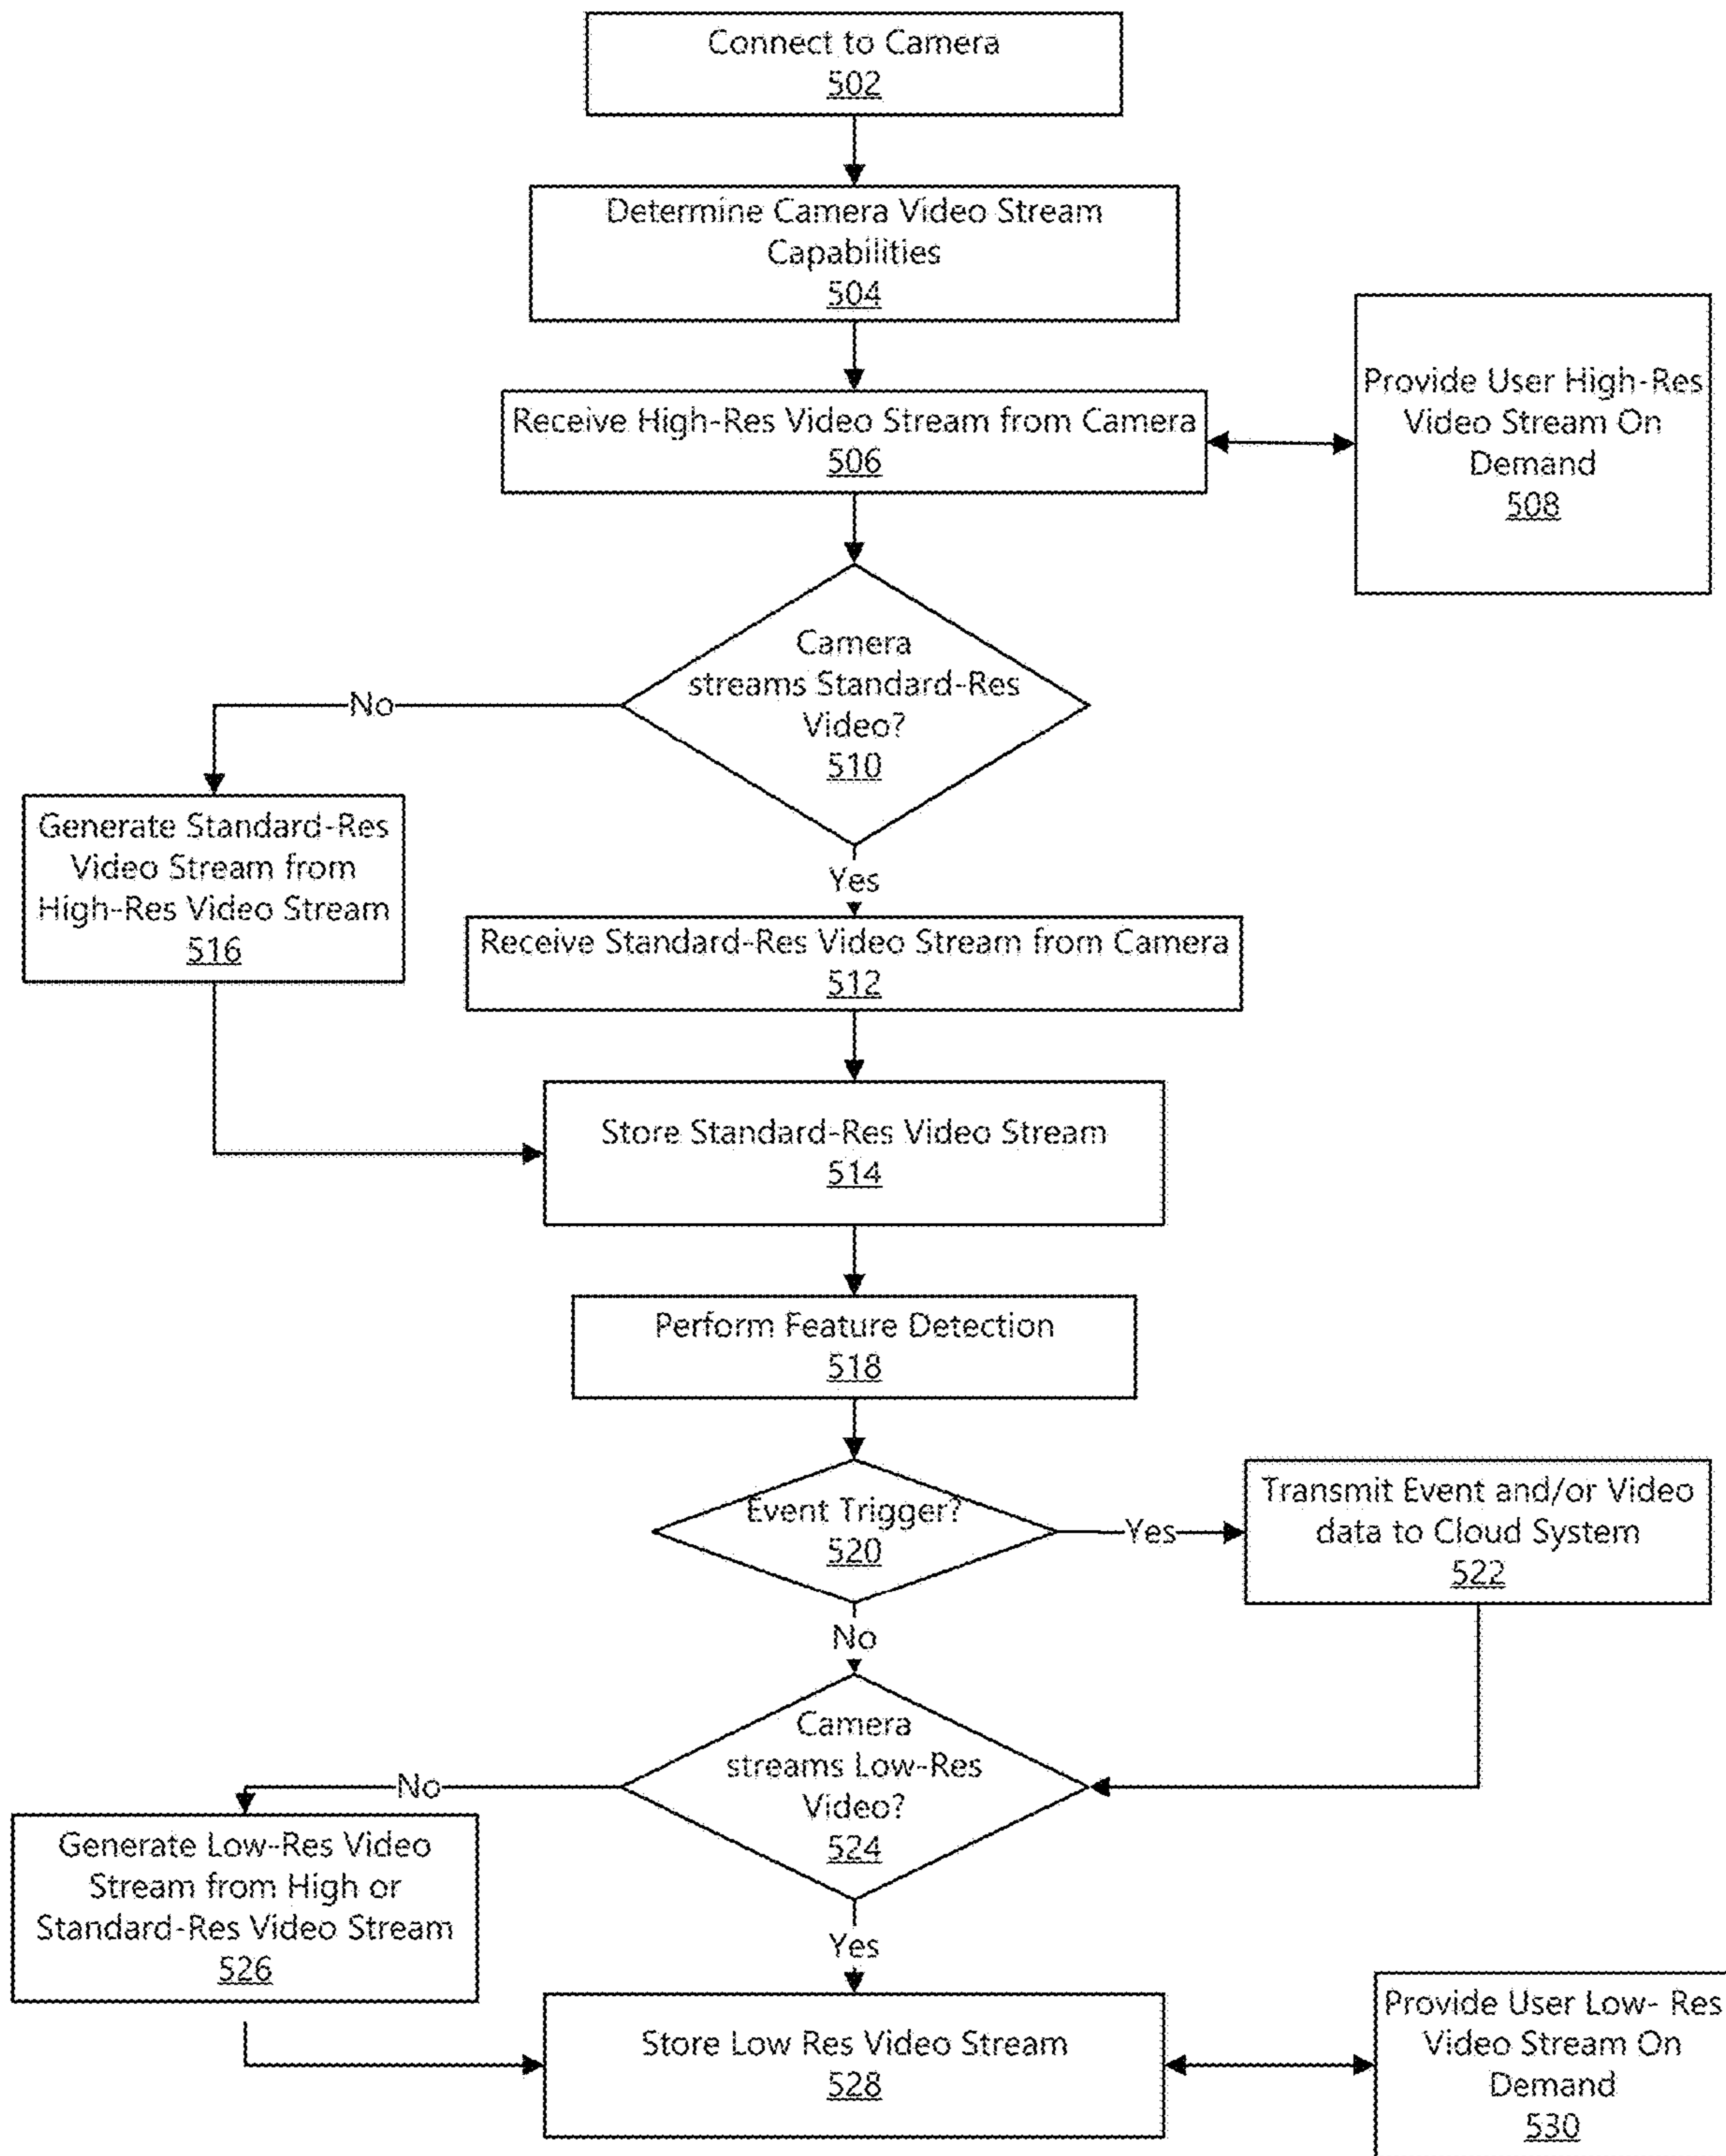 Connect to Camera
502
Determine Camera Video Stream
Capabilities
504
Receive High-Res Video Stream from Camera
506
Provide User High-Res
Video Stream On
Demand
508
Camera
streams Standard-Res
Video?
510
No
Yes
Generate Standard-Res
Video Stream from
High-Res Video Stream
516
Receive Standard-Res Video Stream from Camera
512
Store Standard-Res Video Stream
514
Perform Feature Detection
518
Event Trigger?
520
Yes
Transmit Event and/or Video
data to Cloud System
522
No
Camera
streams Low-Res
Video?
524
No
Generate Low-Res Video
Stream from High or
Standard-Res Video Stream
526
Yes
Store Low Res Video Stream
528
Provide User Low- Res
Video Stream On
Demand
530